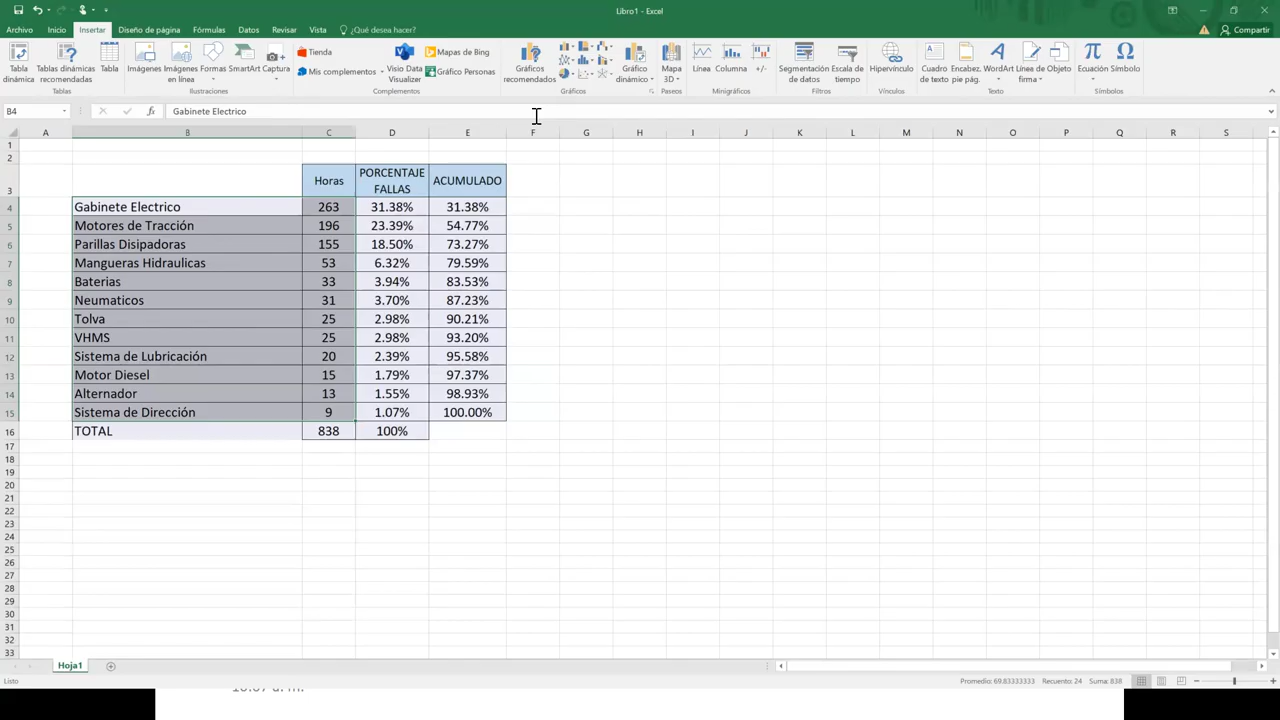 Libro1 - Excel
Archivo Inicio Insertar Diseño de página Fórmulas Datos Revisar Vista ¿Qué desea hacer? Compartir
Tabla dinámica Tablas dinámicas recomendadas Tabla Imágenes Imágenes en línea Formas SmartArt Captura Tienda Mis complementos Visio Data Visualizer Mapas de Bing Gráfico Personas Gráficos recomendados Gráfico dinámico Mapa 3D Línea Columna +/- Segmentación de datos Escala de tiempo Hipervínculo Cuadro de texto Encabez. pie pág. WordArt Línea de firma Objeto Ecuación Símbolo
Tablas Ilustraciones Complementos Gráficos Paseos Minigráficos Filtros Vínculos Texto Símbolos
B4 fx Gabinete Electrico
A B C D E F G H I J K L M N O P Q R S
1
2
3 Horas PORCENTAJE FALLAS ACUMULADO
4 Gabinete Electrico 263 31.38% 31.38%
5 Motores de Tracción 196 23.39% 54.77%
6 Parillas Disipadoras 155 18.50% 73.27%
7 Mangueras Hidraulicas 53 6.32% 79.59%
8 Baterias 33 3.94% 83.53%
9 Neumaticos 31 3.70% 87.23%
10 Tolva 25 2.98% 90.21%
11 VHMS 25 2.98% 93.20%
12 Sistema de Lubricación 20 2.39% 95.58%
13 Motor Diesel 15 1.79% 97.37%
14 Alternador 13 1.55% 98.93%
15 Sistema de Dirección 9 1.07% 100.00%
16 TOTAL 838 100%
17
18
19
20
21
22
23
24
25
26
27
28
29
30
31
32
33
Hoja1
Listo Promedio: 69.83333333 Recuento: 24 Suma: 838